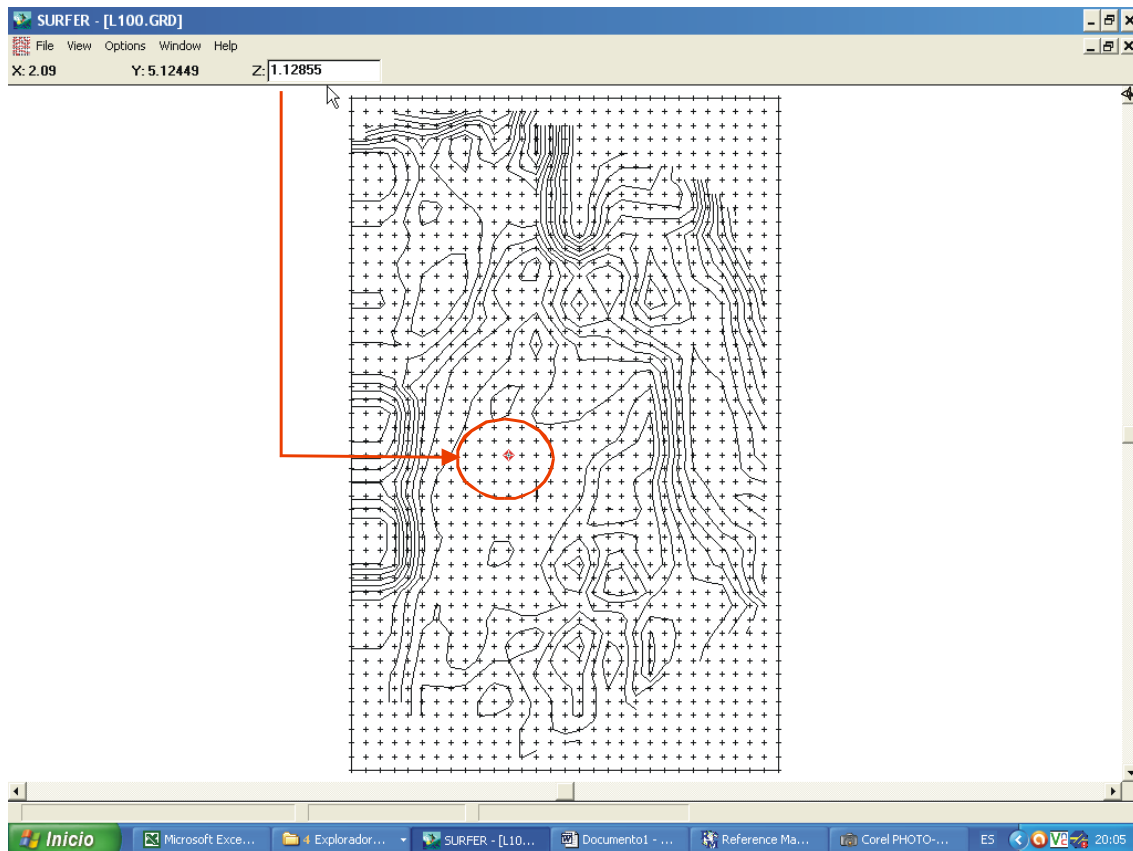 SURFER - [L100.GRD]
File View Options Window Help
X: 2.09 Y: 5.12449 Z: 1.12855
Inicio Microsoft Exce... 4 Explorador... SURFER - [L10... Documento1 - ... Reference Ma... Corel PHOTO-... ES 20:05